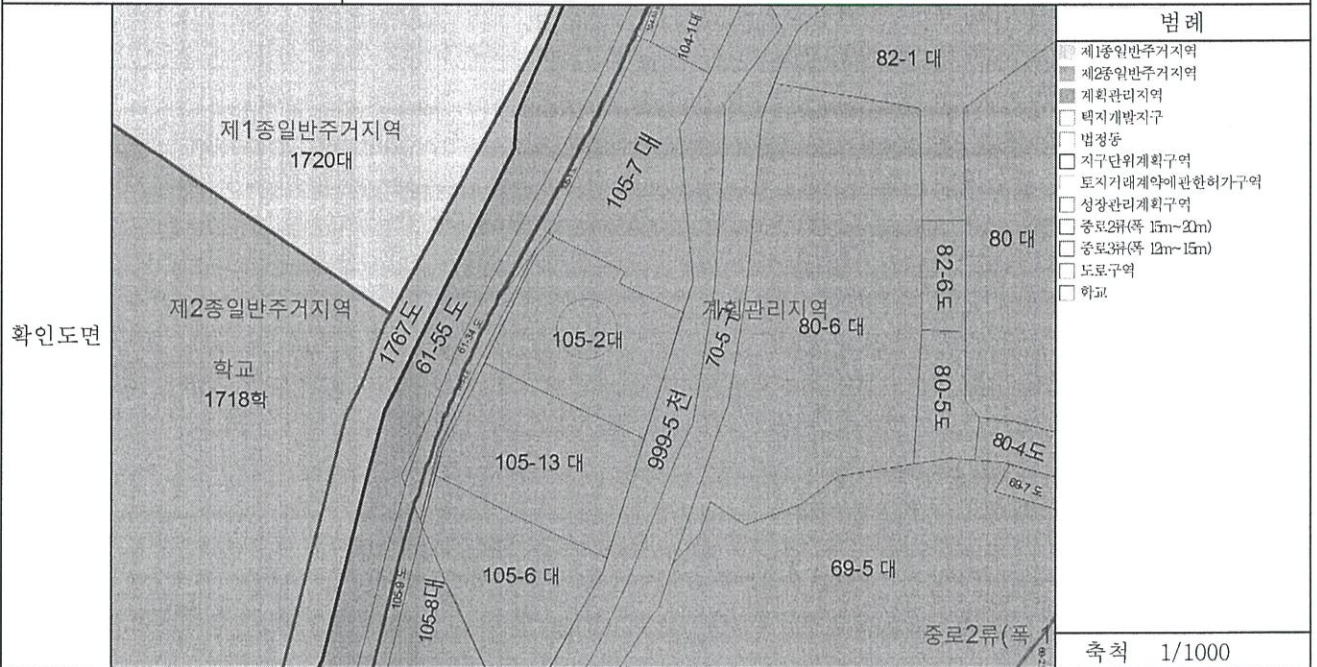 확인도면
제1종일반주거지역
1720대
제2종일반주거지역
학교
1718학
1767도
61-55 도
61-34 도
104-1대
105-7 대
105-2대
105-13 대
105-6 대
105-8대
105-9 도
999-5 천
70-5
계획관리지역
80-6 대
82-1 대
82-6도
80 대
80-5도
80-4도
69-7 도
69-5 대
중로2류(폭 1
범례
제1종일반주거지역
제2종일반주거지역
계획관리지역
택지개발지구
법정동
지구단위계획구역
토지거래계약에관한허가구역
성장관리계획구역
중로2류(폭 15m~20m)
중로3류(폭 12m~15m)
도로구역
학교
축척 1/1000